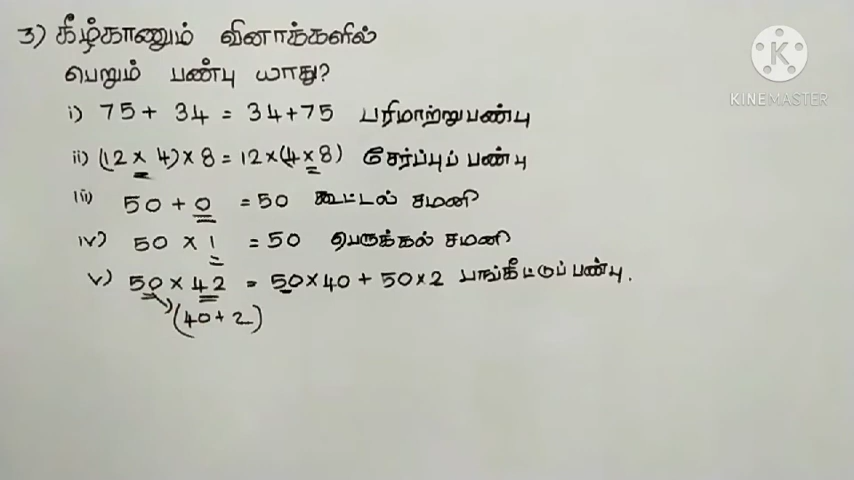 3) கீழ்காணும் வினாக்களில்
பெறும் பண்பு யாது?
i) 75 + 34 = 34 + 75 பரிமாற்றுபண்பு
ii) (12 × 4) × 8 = 12 × (4 × 8) சேர்ப்புப் பண்பு
iii) 50 + 0 = 50 கூட்டல் சமனி
iv) 50 × 1 = 50 பெருக்கல் சமனி
v) 50 × 42 = 50 × 40 + 50 × 2 பங்கீட்டுப் பண்பு.
(40 + 2)
K
KINEMASTER